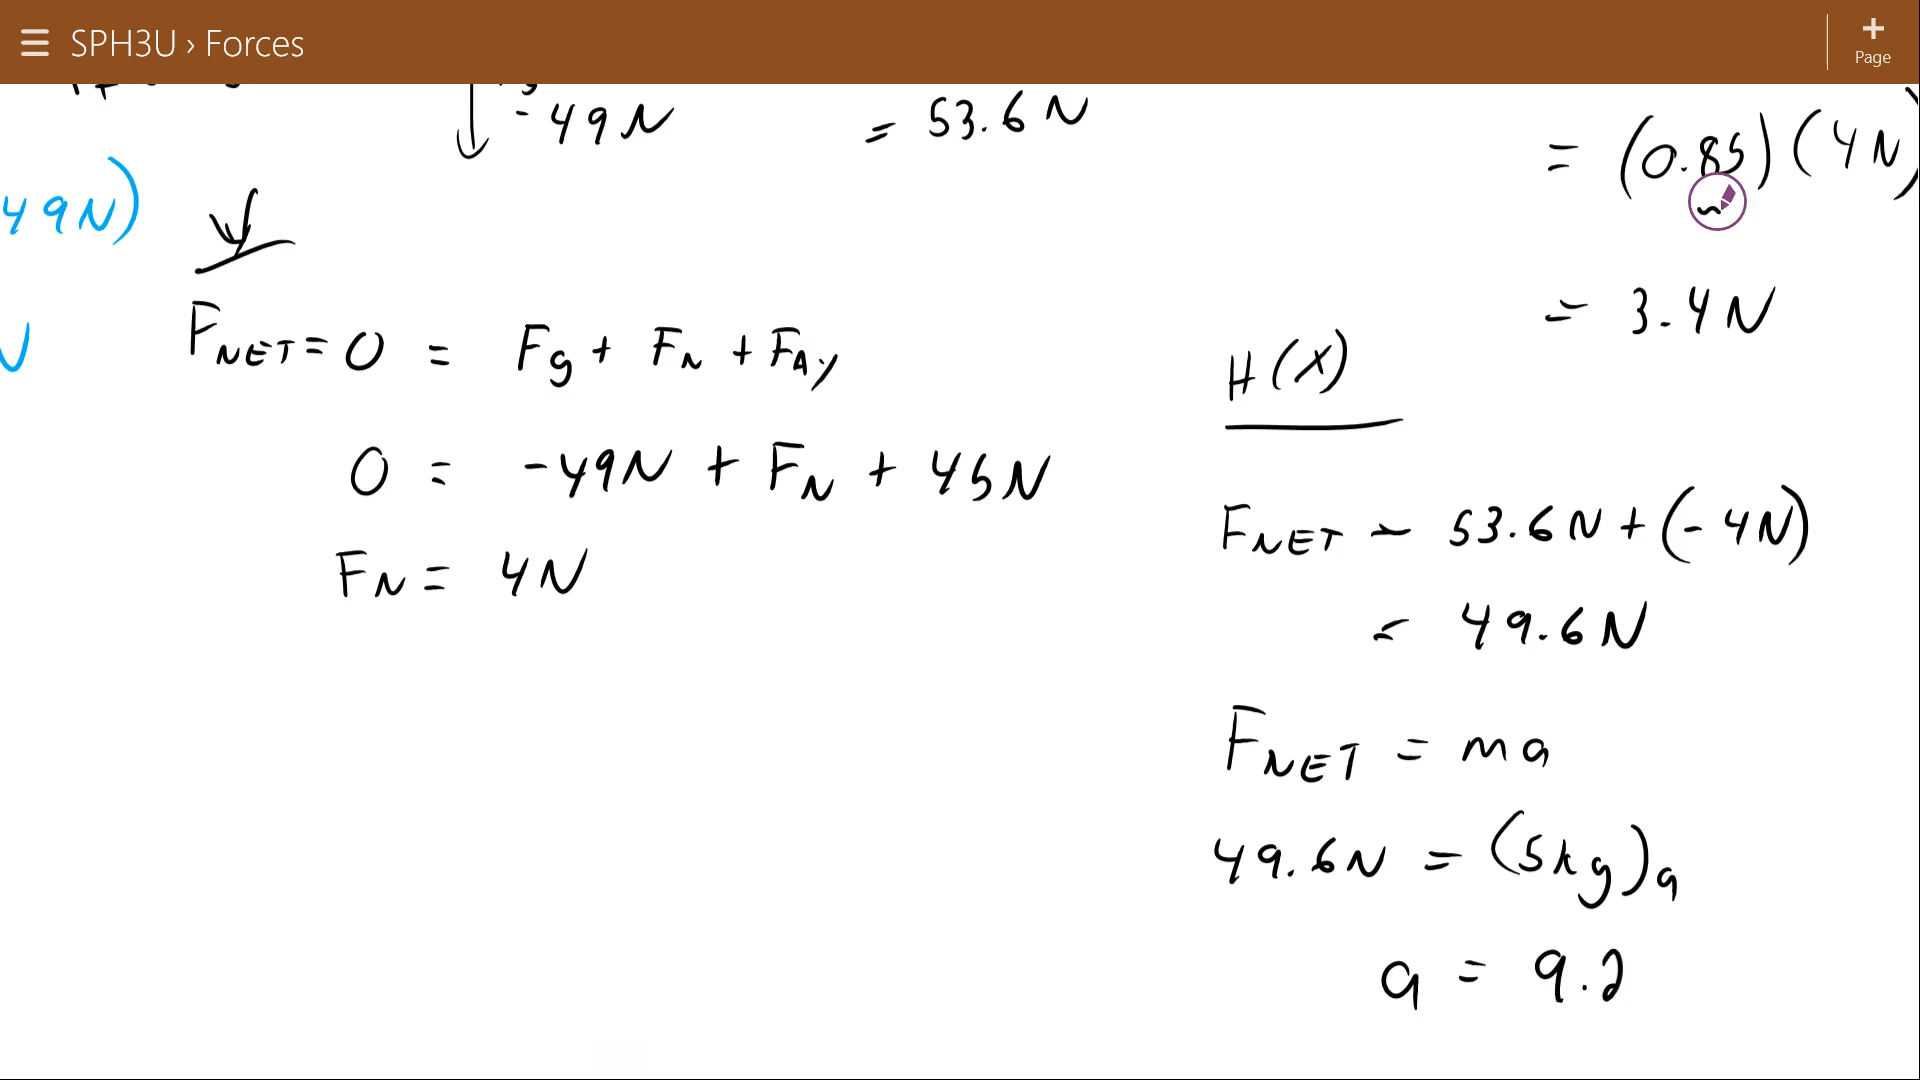 SPH3U › Forces
Page
-49N
= 53.6N
= (0.85)(4N)
49N)
V
= 3.4N
FNET = 0 = Fg + FN + FAy
H(X)
0 = -49N + FN + 45N
FNET = 53.6N + (-4N)
FN = 4N
= 49.6N
FNET = ma
49.6N = (5kg)a
a = 9.2